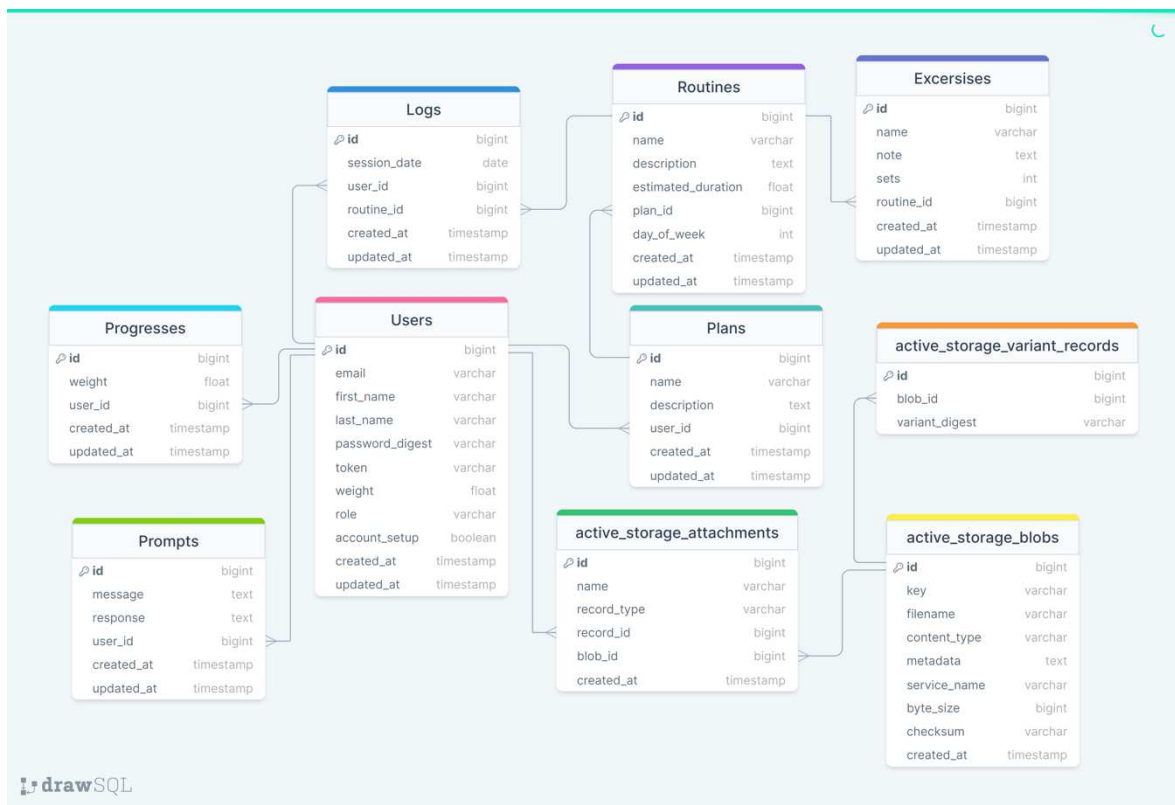 Logs
id bigint
session_date date
user_id bigint
routine_id bigint
created_at timestamp
updated_at timestamp
Routines
id bigint
name varchar
description text
estimated_duration float
plan_id bigint
day_of_week int
created_at timestamp
updated_at timestamp
Excersises
id bigint
name varchar
note text
sets int
routine_id bigint
created_at timestamp
updated_at timestamp
Progresses
id bigint
weight float
user_id bigint
created_at timestamp
updated_at timestamp
Users
id bigint
email varchar
first_name varchar
last_name varchar
password_digest varchar
token varchar
weight float
role varchar
account_setup boolean
created_at timestamp
updated_at timestamp
Plans
id bigint
name varchar
description text
user_id bigint
created_at timestamp
updated_at timestamp
active_storage_variant_records
id bigint
blob_id bigint
variant_digest varchar
Prompts
id bigint
message text
response text
user_id bigint
created_at timestamp
updated_at timestamp
active_storage_attachments
id bigint
name varchar
record_type varchar
record_id bigint
blob_id bigint
created_at timestamp
active_storage_blobs
id bigint
key varchar
filename varchar
content_type varchar
metadata text
service_name varchar
byte_size bigint
checksum varchar
created_at timestamp
drawSQL